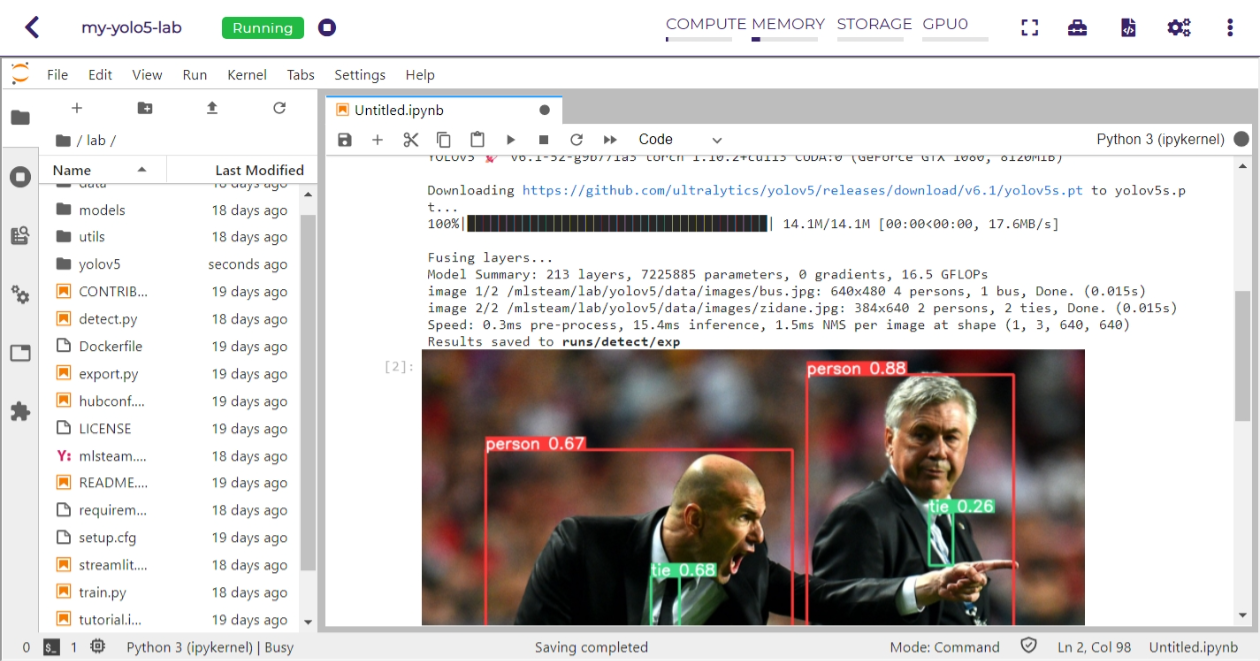 my-yolo5-lab
Running
COMPUTE MEMORY STORAGE GPU0
File Edit View Run Kernel Tabs Settings Help
Untitled.ipynb
/ lab /
Code
Python 3 (ipykernel)
Name Last Modified
data 18 days ago
models 18 days ago
utils 18 days ago
yolov5 seconds ago
CONTRIB... 19 days ago
detect.py 19 days ago
Dockerfile 19 days ago
export.py 19 days ago
hubconf.... 19 days ago
LICENSE 19 days ago
Y: mlsteam.... 18 days ago
README.... 19 days ago
requirem... 18 days ago
setup.cfg 19 days ago
streamlit.... 18 days ago
train.py 18 days ago
tutorial.i... 19 days ago
YOLOv5 🚀 v6.1-52-g9b771a3 torch 1.10.2+cu113 CUDA:0 (GeForce GTX 1080, 8120MiB)
Downloading https://github.com/ultralytics/yolov5/releases/download/v6.1/yolov5s.pt to yolov5s.p
t...
100%| | 14.1M/14.1M [00:00<00:00, 17.6MB/s]
Fusing layers...
Model Summary: 213 layers, 7225885 parameters, 0 gradients, 16.5 GFLOPs
image 1/2 /mlsteam/lab/yolov5/data/images/bus.jpg: 640x480 4 persons, 1 bus, Done. (0.015s)
image 2/2 /mlsteam/lab/yolov5/data/images/zidane.jpg: 384x640 2 persons, 2 ties, Done. (0.015s)
Speed: 0.3ms pre-process, 15.4ms inference, 1.5ms NMS per image at shape (1, 3, 640, 640)
Results saved to runs/detect/exp
[2]:
person 0.88
person 0.67
tie 0.26
tie 0.68
0 $_ 1 Python 3 (ipykernel) | Busy
Saving completed
Mode: Command
Ln 2, Col 98
Untitled.ipynb